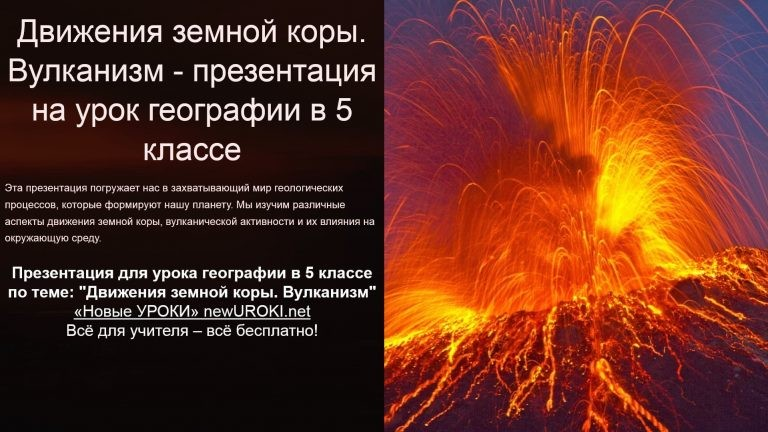 Движения земной коры.
Вулканизм - презентация
на урок географии в 5
классе
Эта презентация погружает нас в захватывающий мир геологических
процессов, которые формируют нашу планету. Мы изучим различные
аспекты движения земной коры, вулканической активности и их влияния на
окружающую среду.
Презентация для урока географии в 5 классе
по теме: "Движения земной коры. Вулканизм"
«Новые УРОКИ» newUROKI.net
Всё для учителя – всё бесплатно!